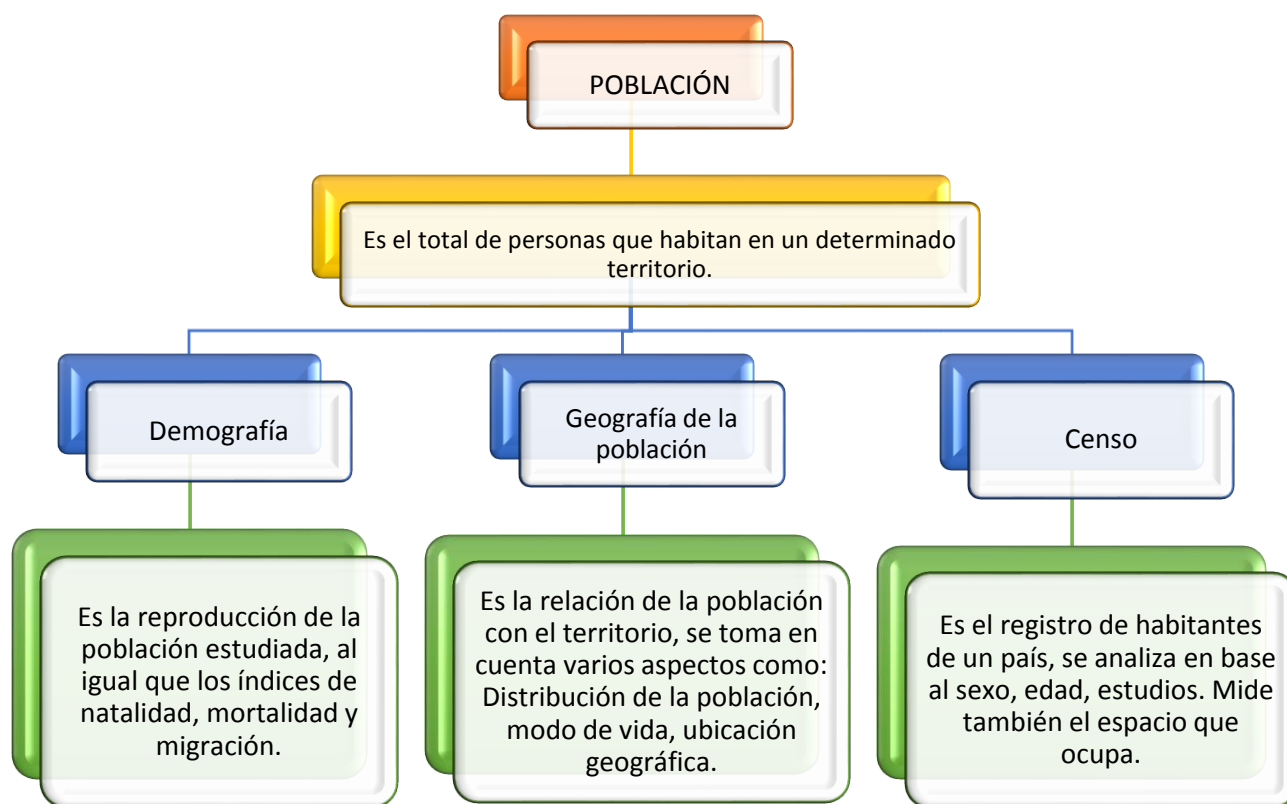 POBLACIÓN
Es el total de personas que habitan en un determinado
territorio.
Demografía
Geografía de la
población
Censo
Es la reproducción de la
población estudiada, al
igual que los índices de
natalidad, mortalidad y
migración.
Es la relación de la población
con el territorio, se toma en
cuenta varios aspectos como:
Distribución de la población,
modo de vida, ubicación
geográfica.
Es el registro de habitantes
de un país, se analiza en base
al sexo, edad, estudios. Mide
también el espacio que
ocupa.